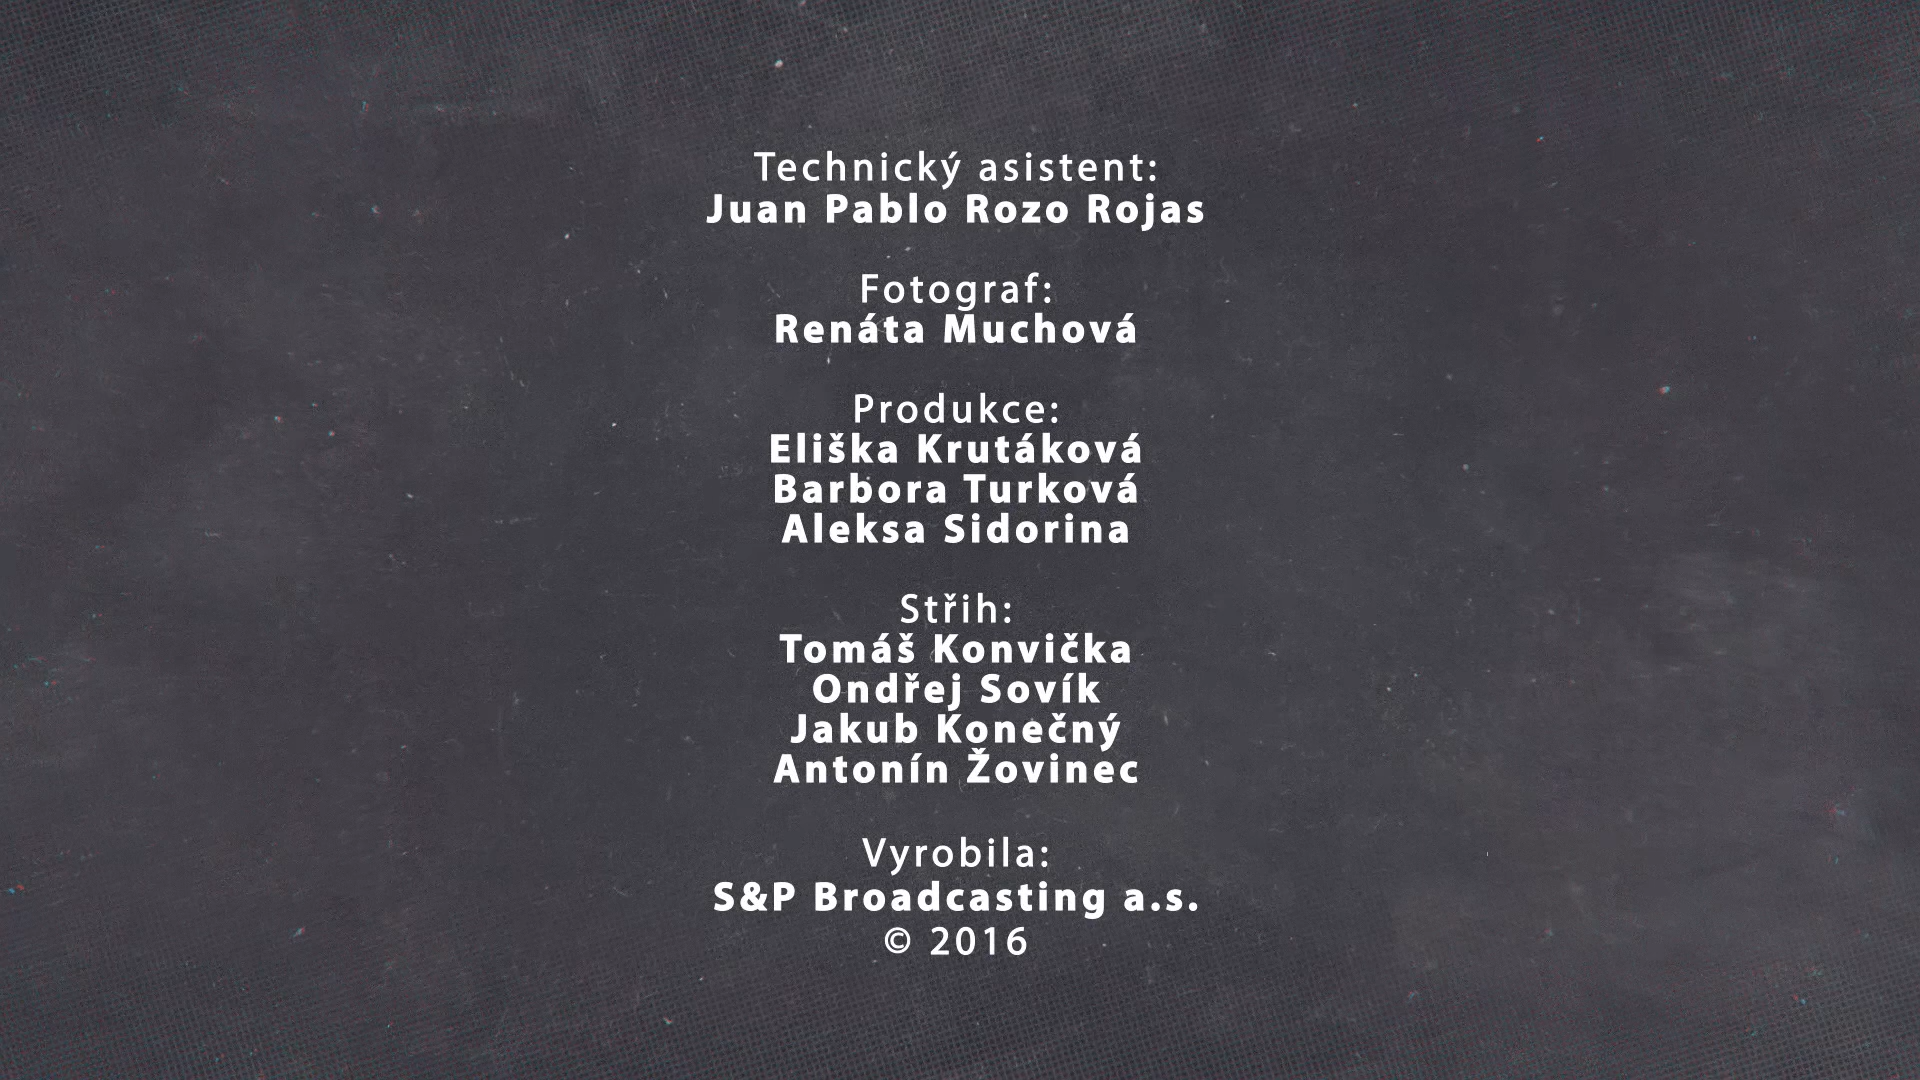 Technický asistent:
Juan Pablo Rozo Rojas
Fotograf:
Renáta Muchová
Produkce:
Eliška Krutáková
Barbora Turková
Aleksa Sidorina
Střih:
Tomáš Konvička
Ondřej Sovík
Jakub Konečný
Antonín Žovinec
Vyrobila:
S&P Broadcasting a.s.
© 2016